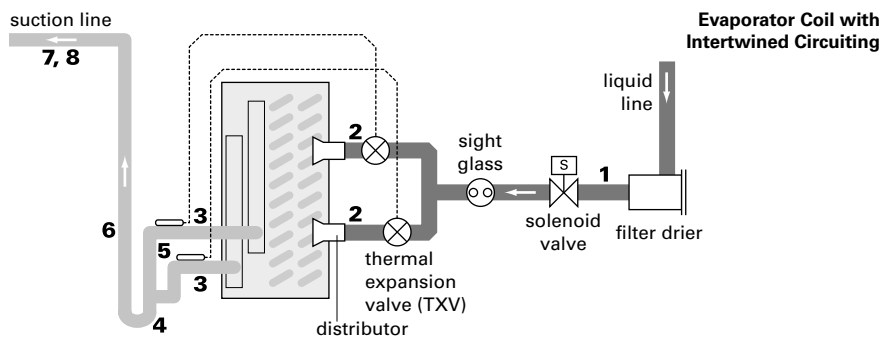 suction line
7, 8
Evaporator Coil with
Intertwined Circuiting
liquid
line
2
sight
glass
S
1
3
2
6
5
solenoid
valve
filter drier
3
thermal
expansion
valve (TXV)
4
distributor